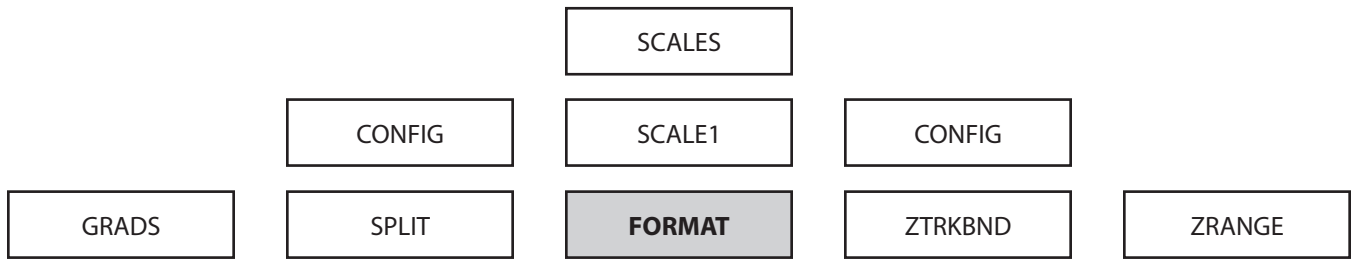 SCALES
CONFIG SCALE1 CONFIG
GRADS SPLIT FORMAT ZTRKBND ZRANGE